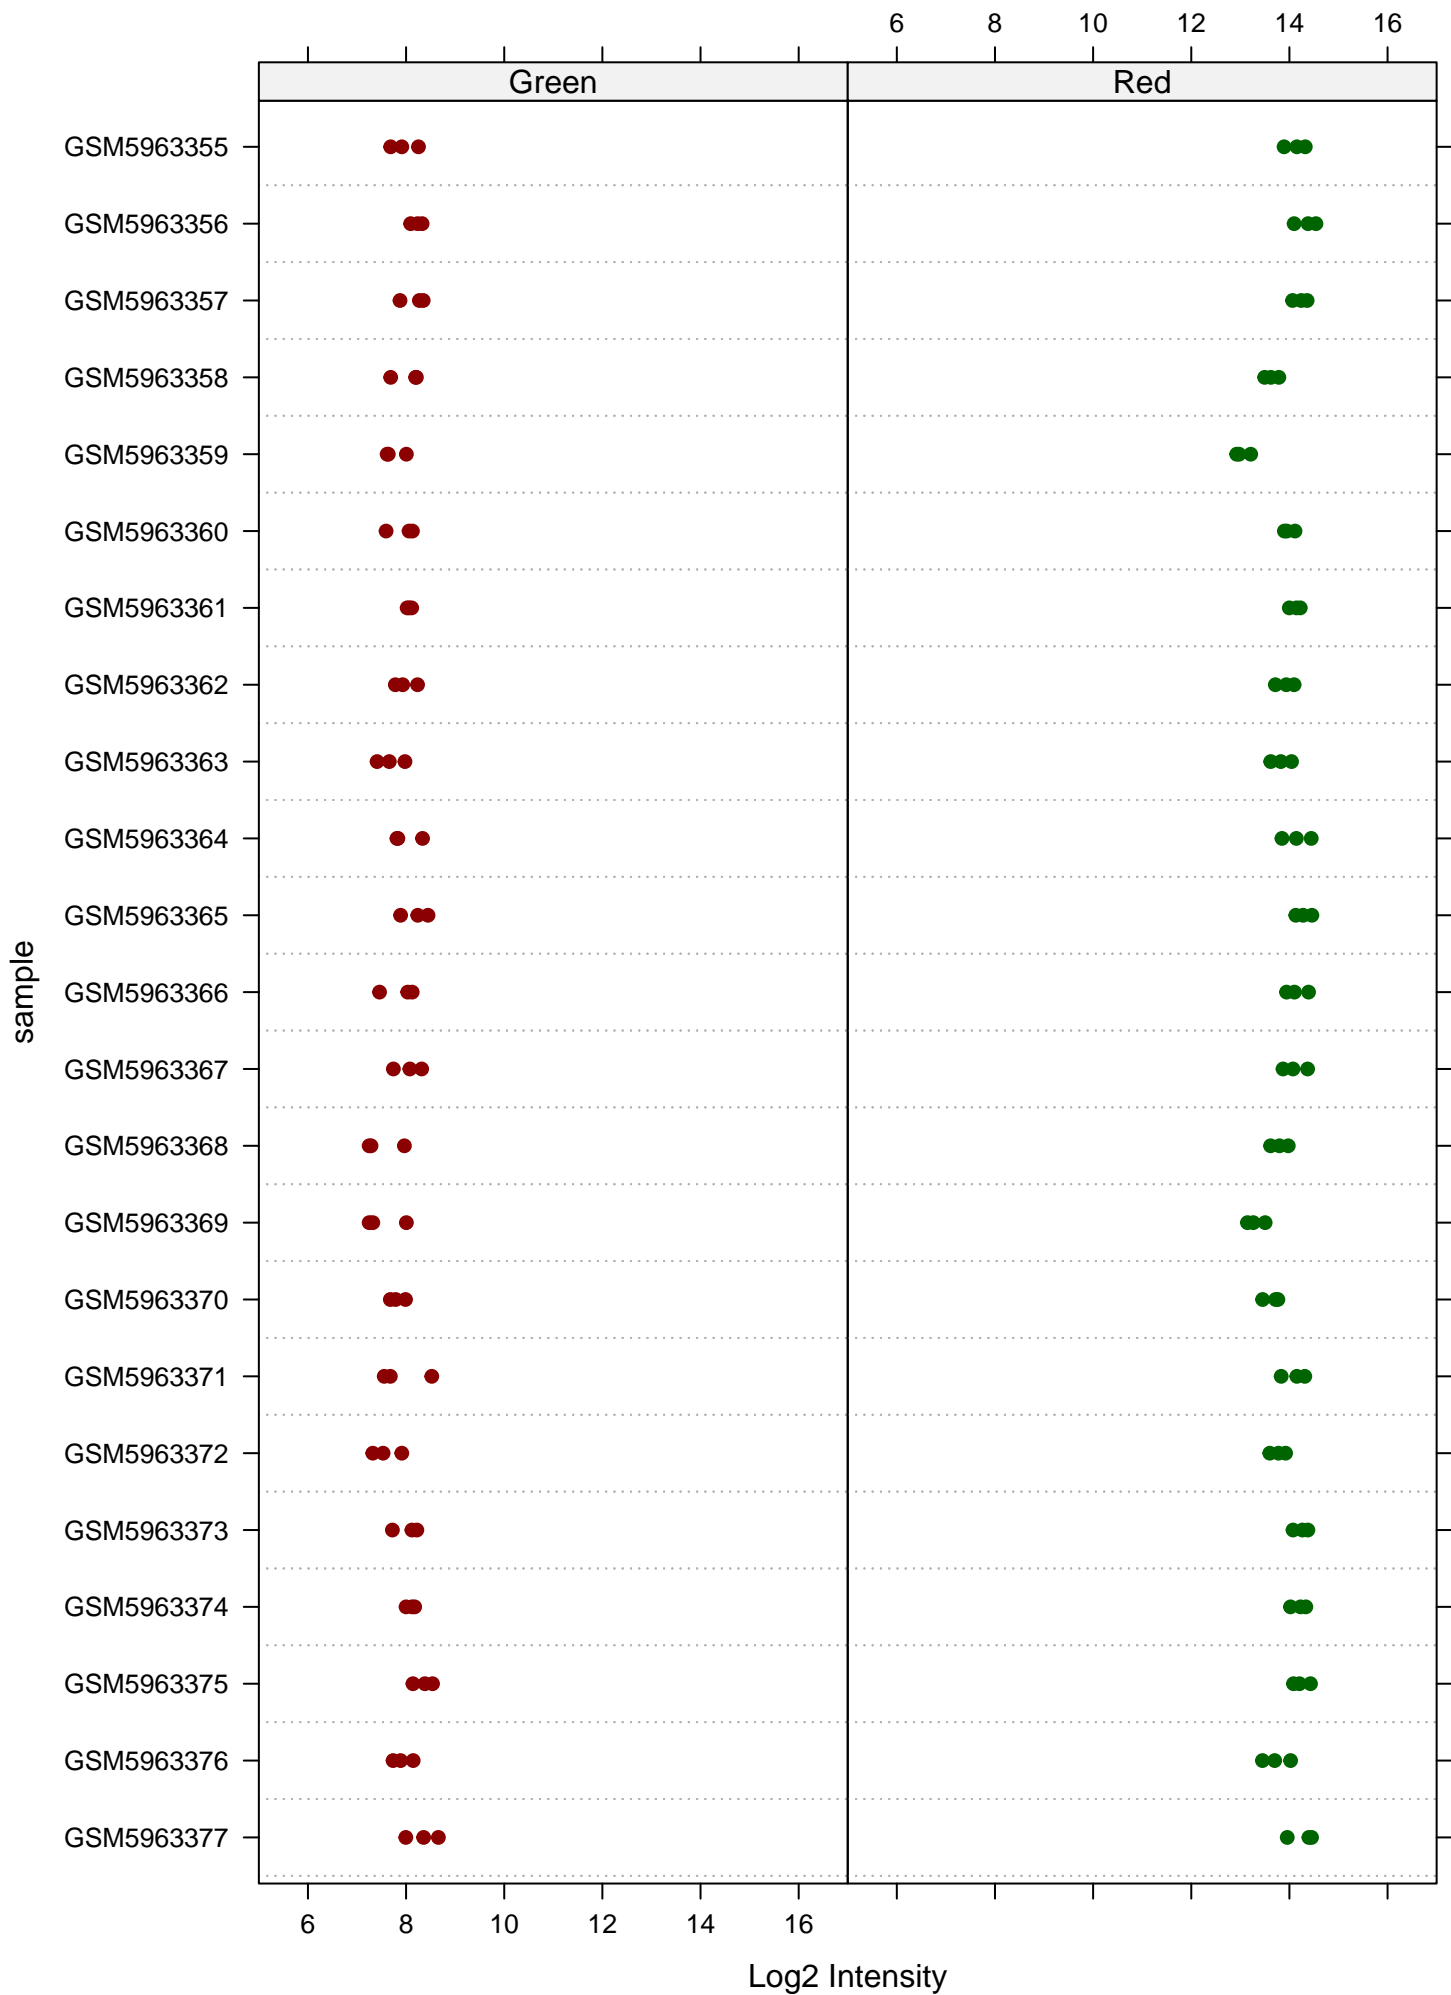 6 8 10 12 14 16
Green Red
GSM5963355
GSM5963356
GSM5963357
GSM5963358
GSM5963359
GSM5963360
GSM5963361
GSM5963362
GSM5963363
GSM5963364
GSM5963365
GSM5963366
GSM5963367
GSM5963368
GSM5963369
GSM5963370
GSM5963371
GSM5963372
GSM5963373
GSM5963374
GSM5963375
GSM5963376
GSM5963377
sample
6 8 10 12 14 16
Log2 Intensity